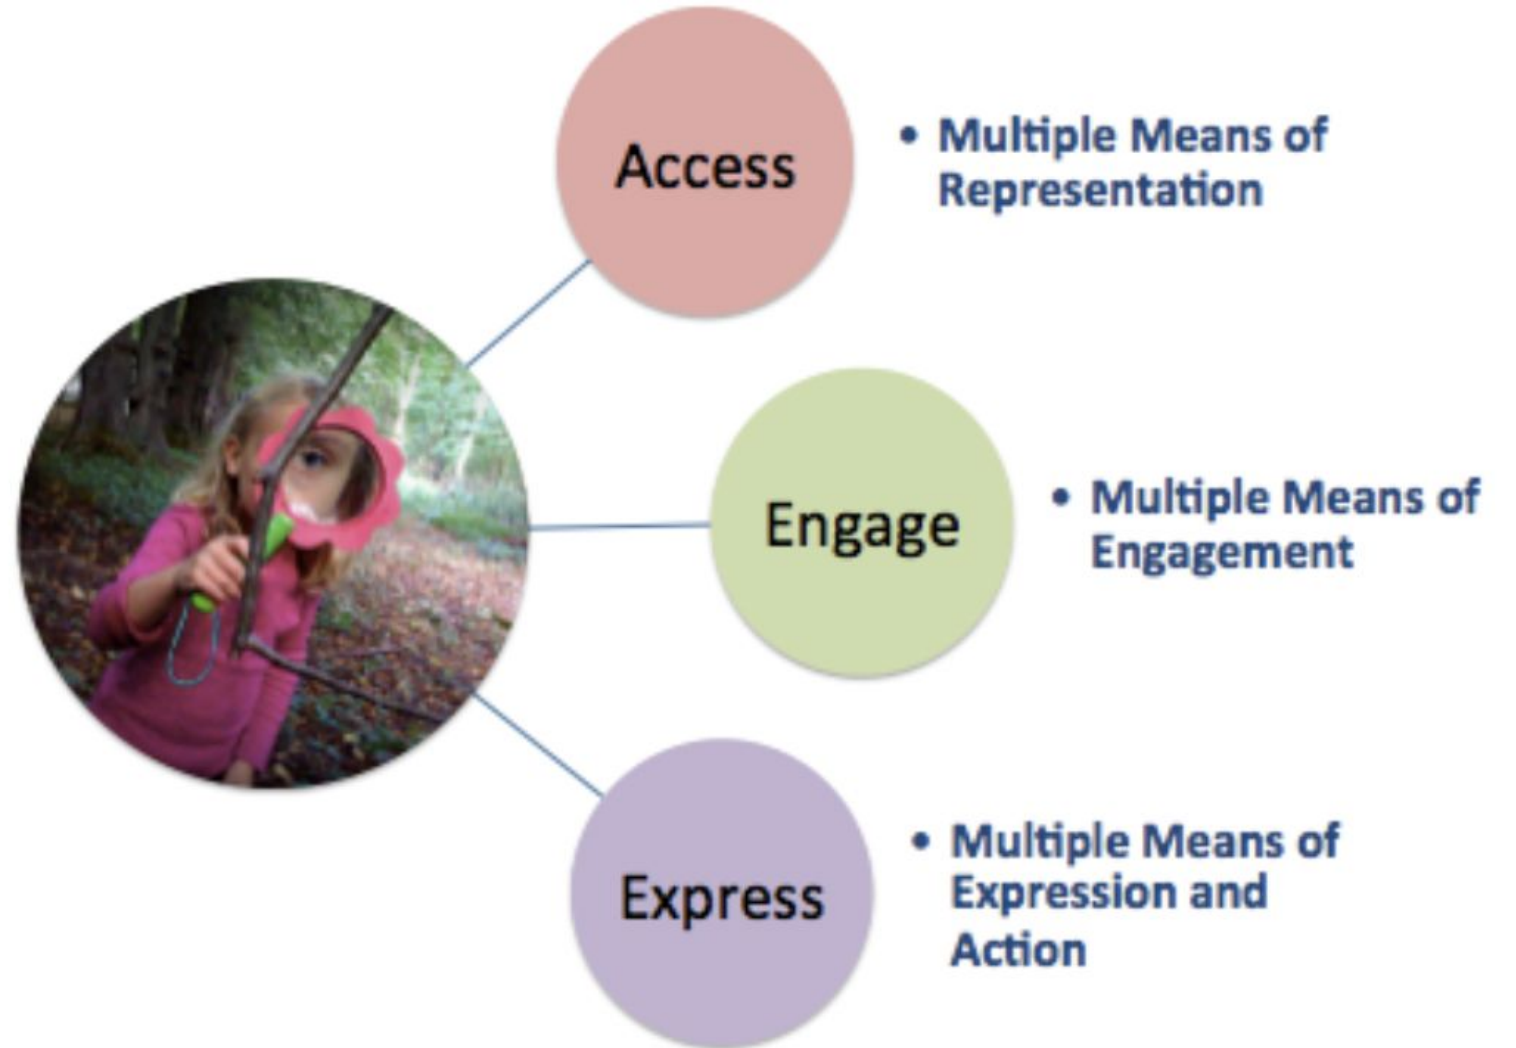 Access
• Multiple Means of
Representation
Engage
• Multiple Means of
Engagement
Express
• Multiple Means of
Expression and
Action